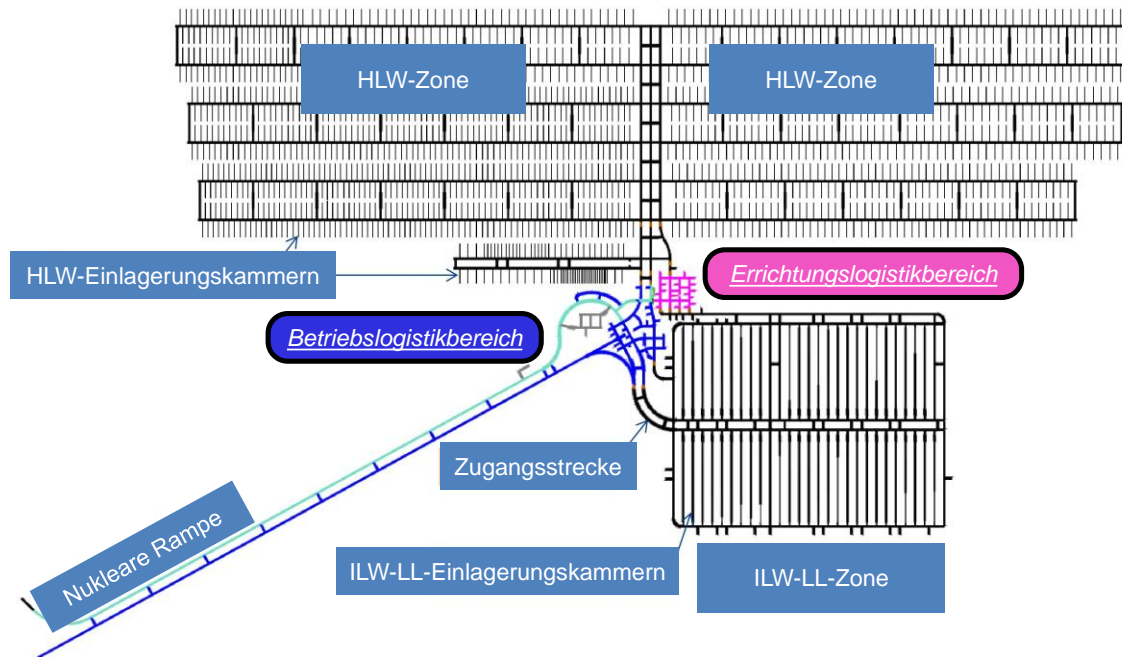 HLW-Zone
HLW-Zone
HLW-Einlagerungskammern
Errichtungslogistikbereich
Betriebslogistikbereich
Zugangsstrecke
Nukleare Rampe
ILW-LL-Einlagerungskammern
ILW-LL-Zone